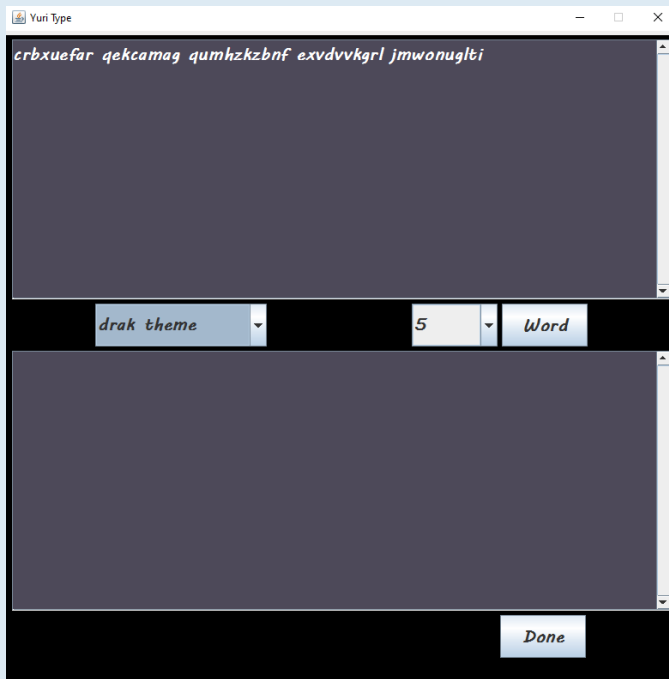 Yuri Type
crbxuefar qekcamag qumhzkzbnf exvdvvkgrl jmwonuglti
drak theme
5
Word
Done